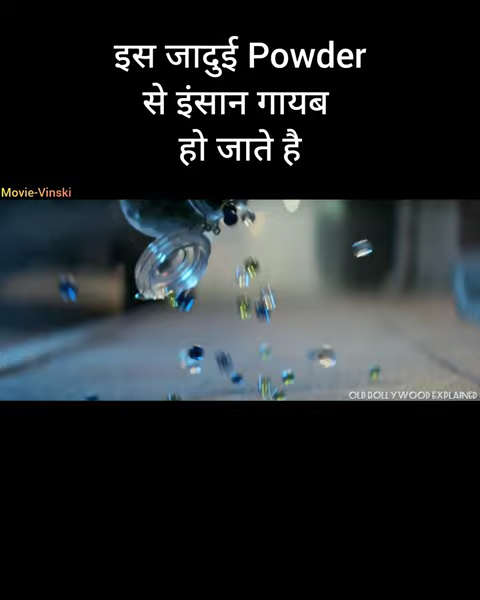 इस जादुई Powder
से इंसान गायब
हो जाते है
Movie-Vinski
OLD BOLLYWOOD EXPLAINED